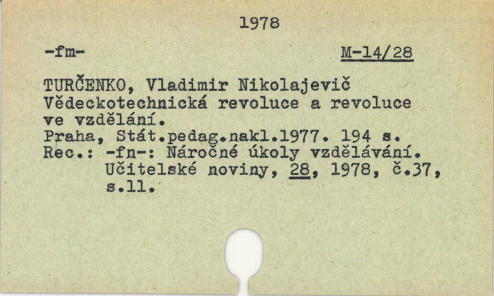 1978
-fm-
M-14/28
TURČENKO, Vladimir Nikolajevič
Vědeckotechnická revoluce a revoluce
ve vzdělání.
Praha, Stát.pedag.nakl.1977. 194 s.
Rec.: -fn-: Náročné úkoly vzdělávání.
Učitelské noviny, 28, 1978, č.37,
s.11.